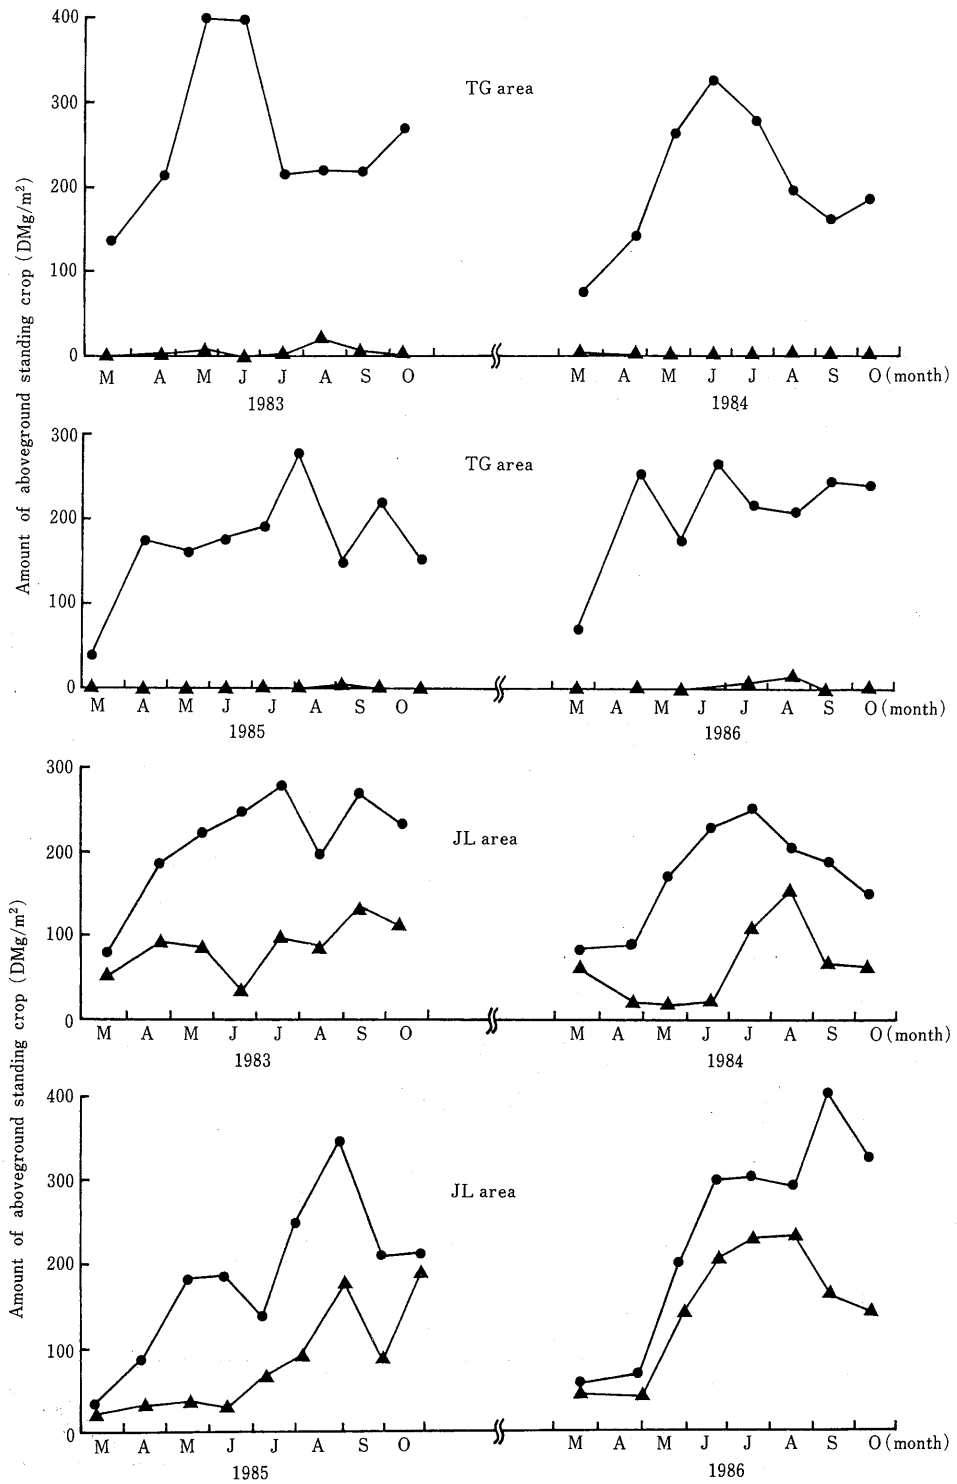 Amount of aboveground standing crop (DMg/m²)
400
300
200
100
0
TG area
M A M J J A S O M A M J J A S O (month)
1983 1984
300
200
100
0
TG area
M A M J J A S O M A M J J A S O (month)
1985 1986
Amount of aboveground standing crop (DMg/m²)
300
200
100
0
JL area
M A M J J A S O M A M J J A S O (month)
1983 1984
400
300
200
100
0
JL area
M A M J J A S O M A M J J A S O (month)
1985 1986